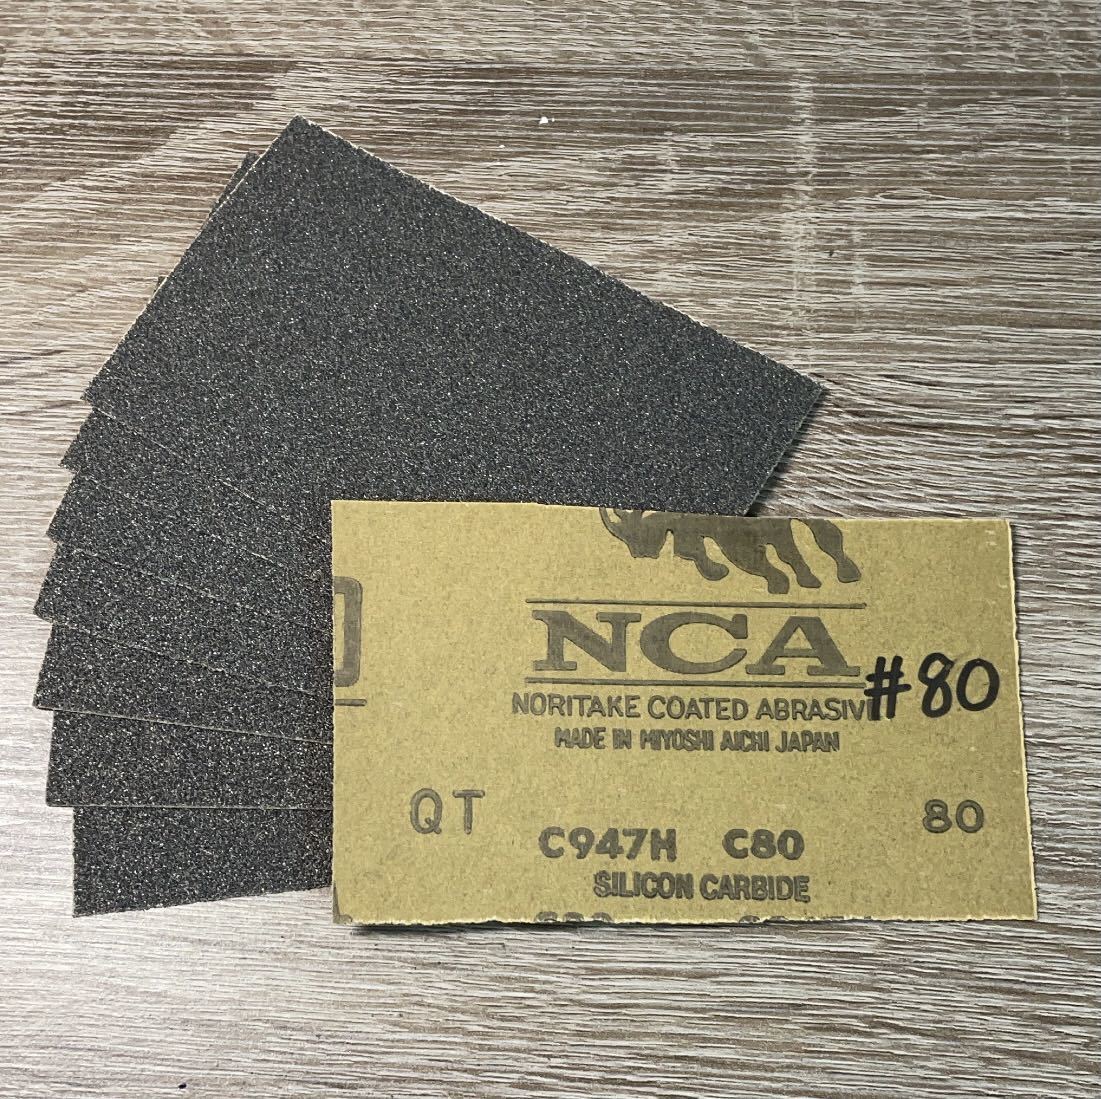 NCA
#80
NORITAKE COATED ABRASIV
MADE IN MIYOSHI AICHI JAPAN
QT
80
C947H C80
SILICON CARBIDE